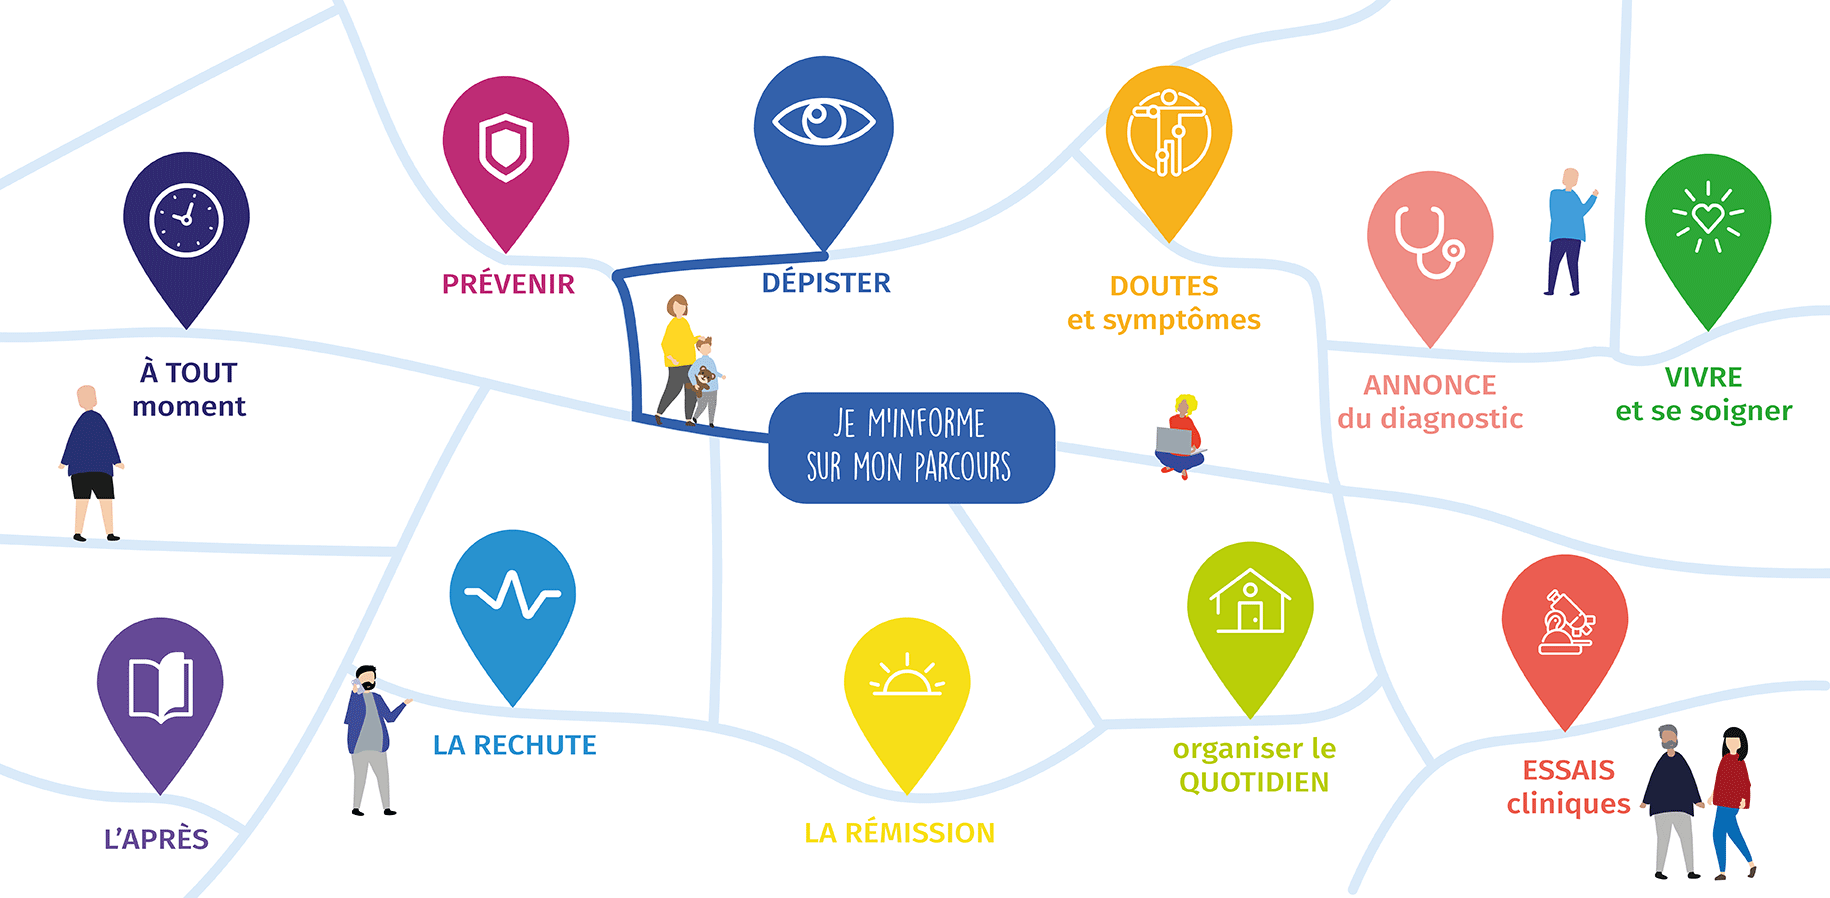 PRÉVENIR
DÉPISTER
DOUTES
et symptômes
À TOUT
moment
ANNONCE
du diagnostic
VIVRE
et se soigner
JE M'INFORME
SUR MON PARCOURS
LA RECHUTE
organiser le
QUOTIDIEN
ESSAIS
cliniques
L'APRÈS
LA RÉMISSION